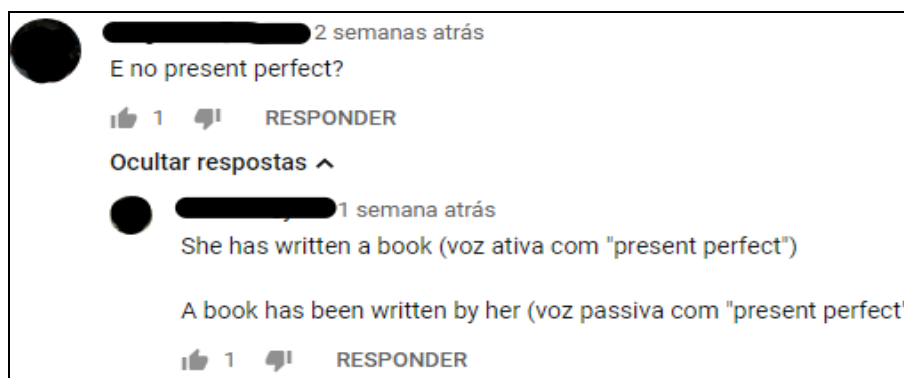 2 semanas atrás
E no present perfect?
1 RESPONDER
Ocultar respostas
1 semana atrás
She has written a book (voz ativa com "present perfect")
A book has been written by her (voz passiva com "present perfect"
1 RESPONDER